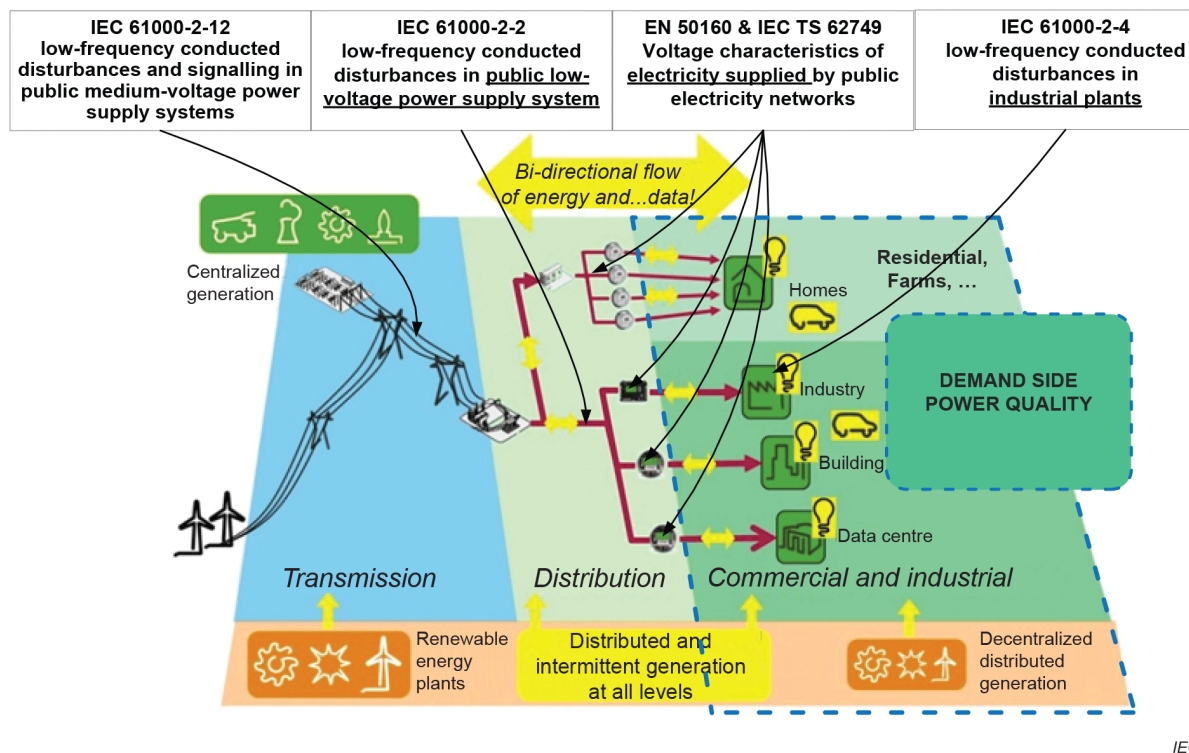 IEC 61000-2-12
low-frequency conducted
disturbances and signalling in
public medium-voltage power
supply systems
IEC 61000-2-2
low-frequency conducted
disturbances in public low-
voltage power supply system
EN 50160 & IEC TS 62749
Voltage characteristics of
electricity supplied by public
electricity networks
IEC 61000-2-4
low-frequency conducted
disturbances in
industrial plants
Bi-directional flow
of energy and...data!
Centralized
generation
Residential,
Farms, …
Homes
Industry
DEMAND SIDE
POWER QUALITY
Building
Data centre
Transmission
Distribution
Commercial and industrial
Renewable
energy
plants
Distributed and
intermittent generation
at all levels
Decentralized
distributed
generation